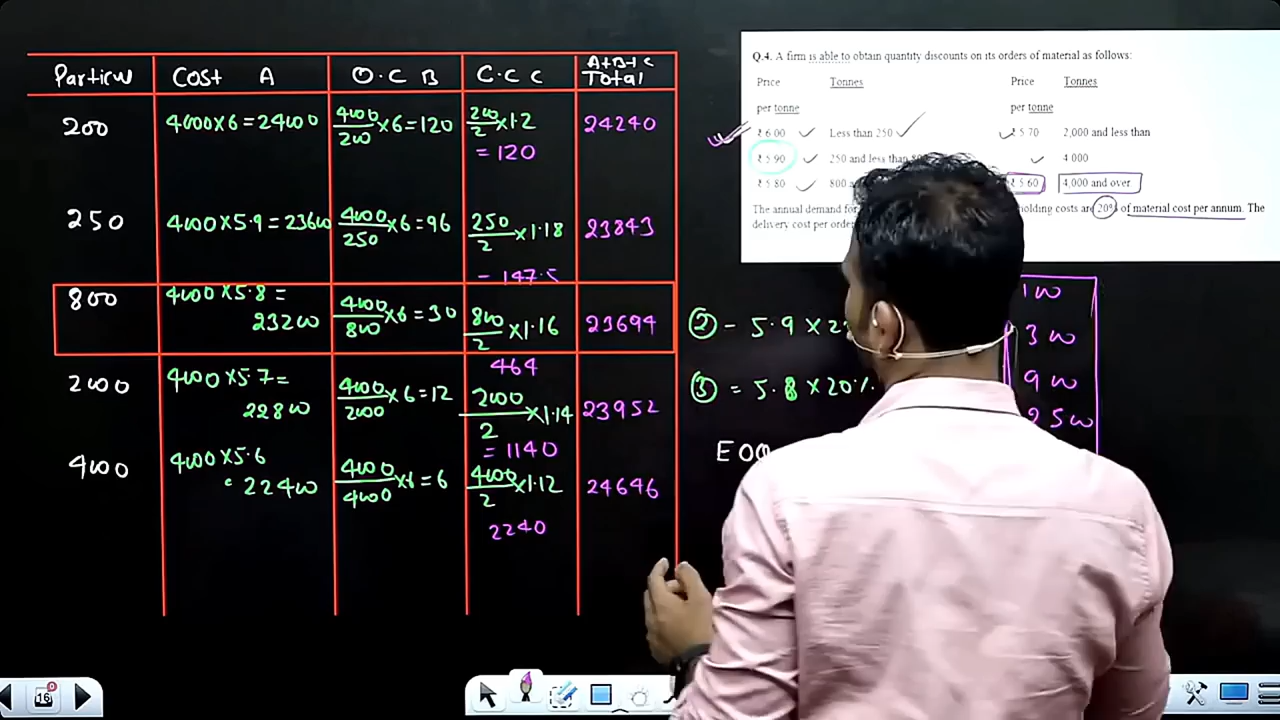 Particu
Cost A
O.C B
C.C C
A+B+C
Total
200
4000×6=24000
4000/200×6=120
200/2×1.2
=120
24240
250
4000×5.9=23600
4000/250×6=96
250/2×1.18
=147.5
23843
800
4000×5.8=
23200
4000/800×6=30
800/2×1.16
464
23694
2000
4000×5.7=
22800
4000/2000×6=12
2000/2×1.14
=1140
23952
4000
4000×5.6
22400
4000/4000×6=6
4000/2×1.12
2240
24646
Q.4. A firm is able to obtain quantity discounts on its orders of material as follows:
Price Tonnes Price Tonnes
per tonne per tonne
₹ 6.00 Less than 250 ₹ 5.70 2,000 and less than
₹ 5.90 250 and less than 4 000
₹ 5.80 800 ₹ 5.60 4,000 and over
The annual demand for holding costs are 20% of material cost per annum. The
delivery cost per order
② - 5.9 ×
③ = 5.8 × 20%